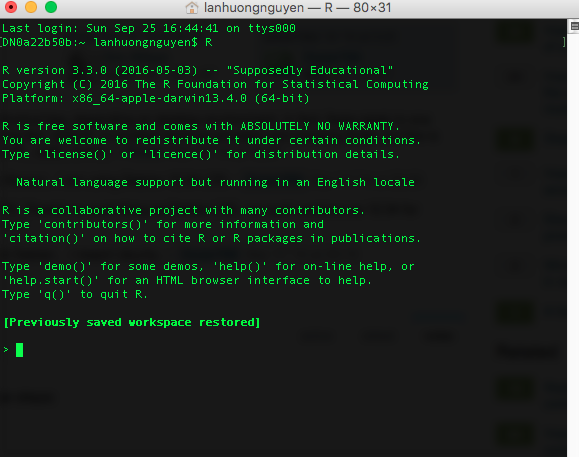 lanhuongnguyen — R — 80×31
Last login: Sun Sep 25 16:44:41 on ttys000
[DN0a22b50b:~ lanhuongnguyen$ R ]
R version 3.3.0 (2016-05-03) -- "Supposedly Educational"
Copyright (C) 2016 The R Foundation for Statistical Computing
Platform: x86_64-apple-darwin13.4.0 (64-bit)
R is free software and comes with ABSOLUTELY NO WARRANTY.
You are welcome to redistribute it under certain conditions.
Type 'license()' or 'licence()' for distribution details.
Natural language support but running in an English locale
R is a collaborative project with many contributors.
Type 'contributors()' for more information and
'citation()' on how to cite R or R packages in publications.
Type 'demo()' for some demos, 'help()' for on-line help, or
'help.start()' for an HTML browser interface to help.
Type 'q()' to quit R.
[Previously saved workspace restored]
>